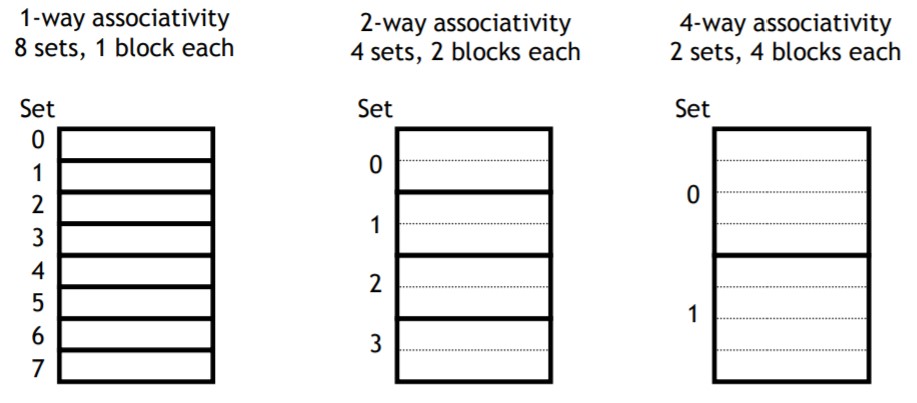 1-way associativity
8 sets, 1 block each
2-way associativity
4 sets, 2 blocks each
4-way associativity
2 sets, 4 blocks each
Set
0
1
2
3
4
5
6
7
Set
0
1
2
3
Set
0
1